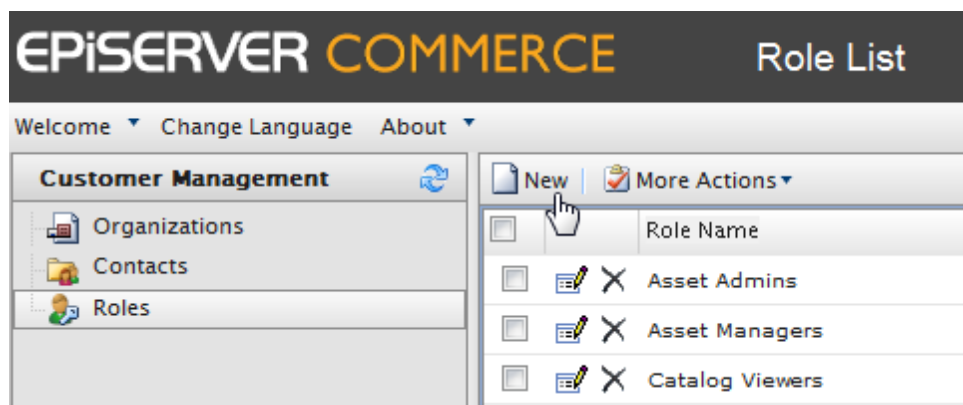 EPiSERVER COMMERCE Role List
Welcome Change Language About
Customer Management
New More Actions
Organizations
Role Name
Contacts
Asset Admins
Roles
Asset Managers
Catalog Viewers